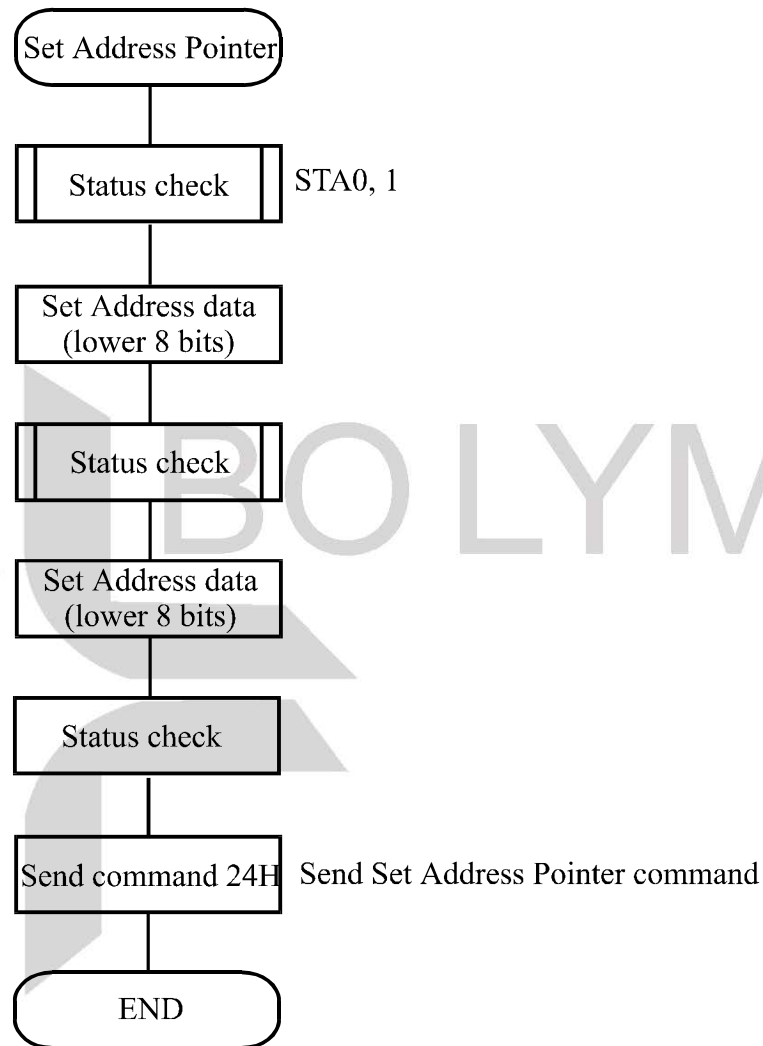 Set Address Pointer
Status check
STA0, 1
Set Address data
(lower 8 bits)
Status check
BOLYM
Set Address data
(lower 8 bits)
Status check
Send command 24H
Send Set Address Pointer command
END